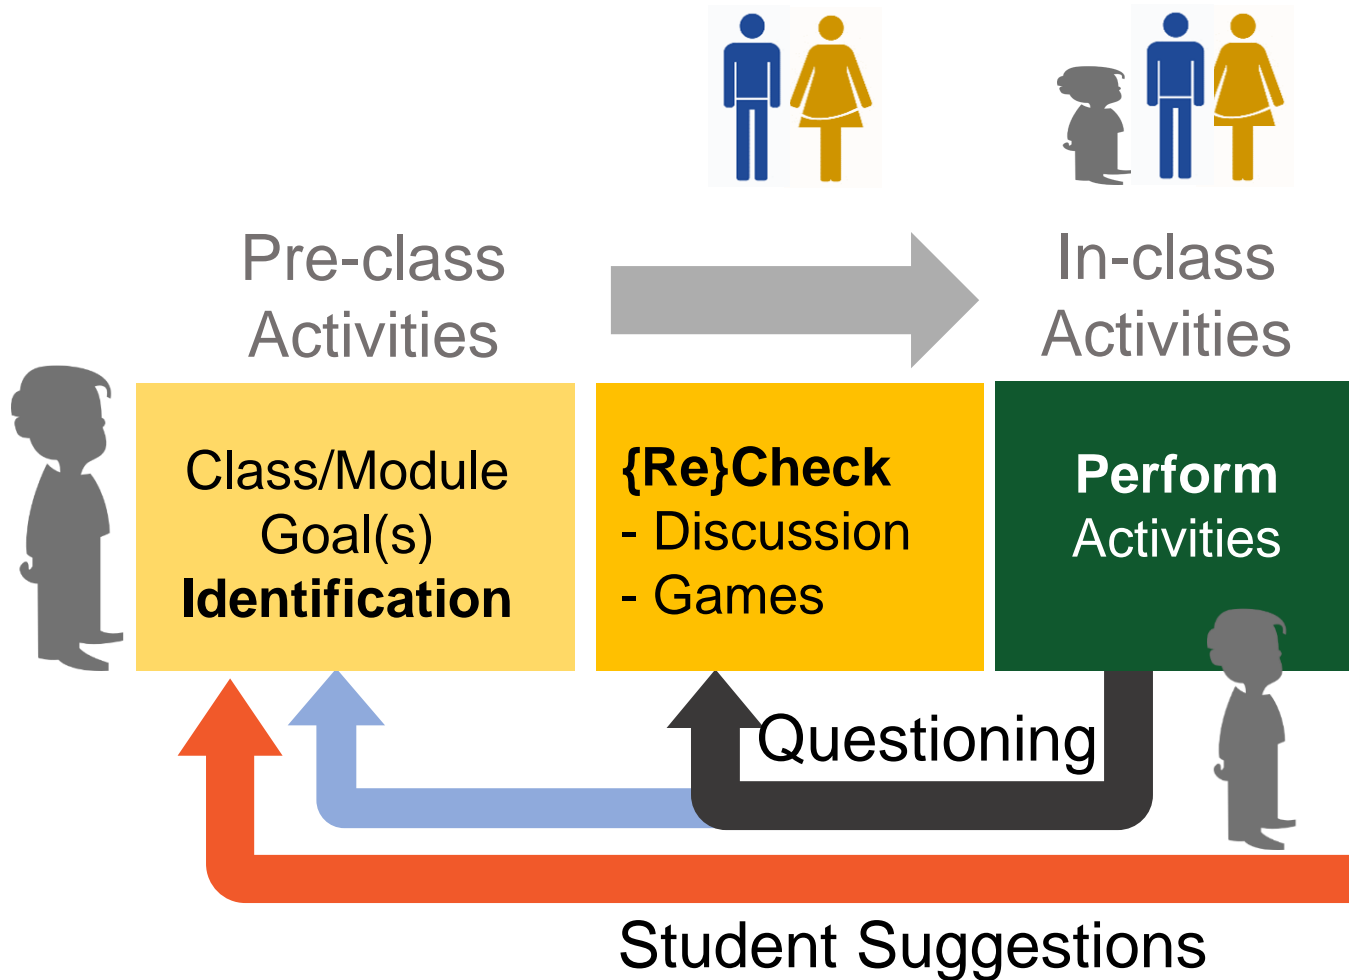 Pre-class
Activities
In-class
Activities
Class/Module
Goal(s)
Identification
{Re}Check
- Discussion
- Games
Perform
Activities
Questioning
Student Suggestions